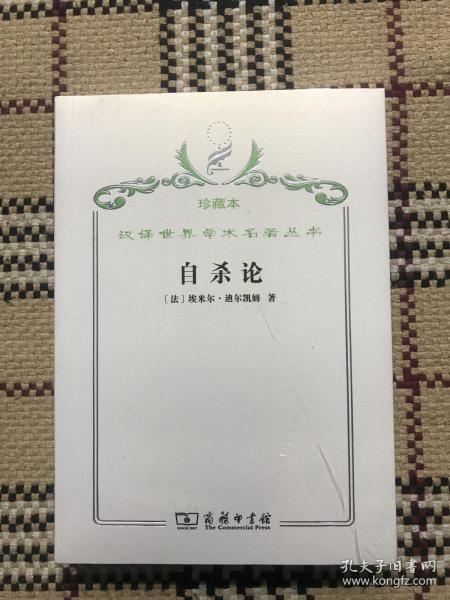 珍藏本
汉译世界学术名著丛书
自杀论
〔法〕埃米尔·迪尔凯姆 著
SINCE1897
商务印书馆
The Commercial Press
孔夫子旧书网
www.kongfz.com